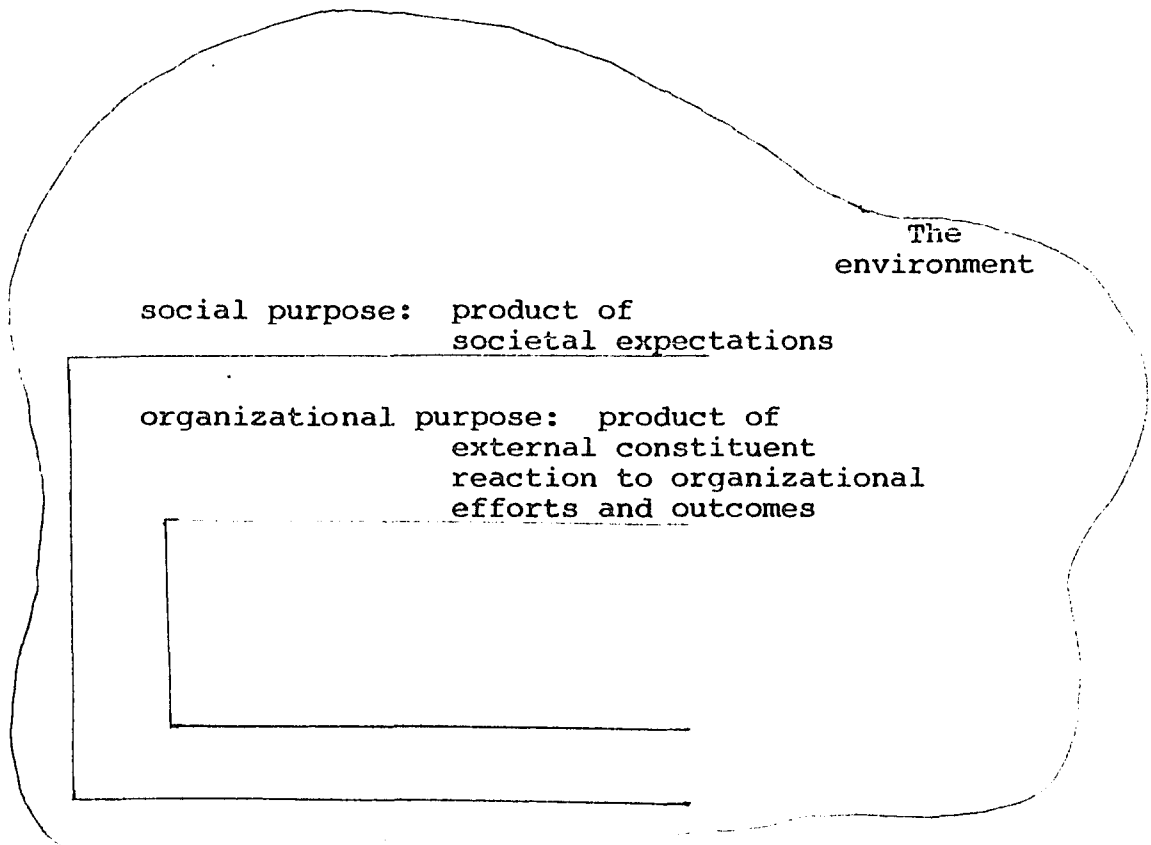 The
environment
social purpose: product of
societal expectations
organizational purpose: product of
external constituent
reaction to organizational
efforts and outcomes